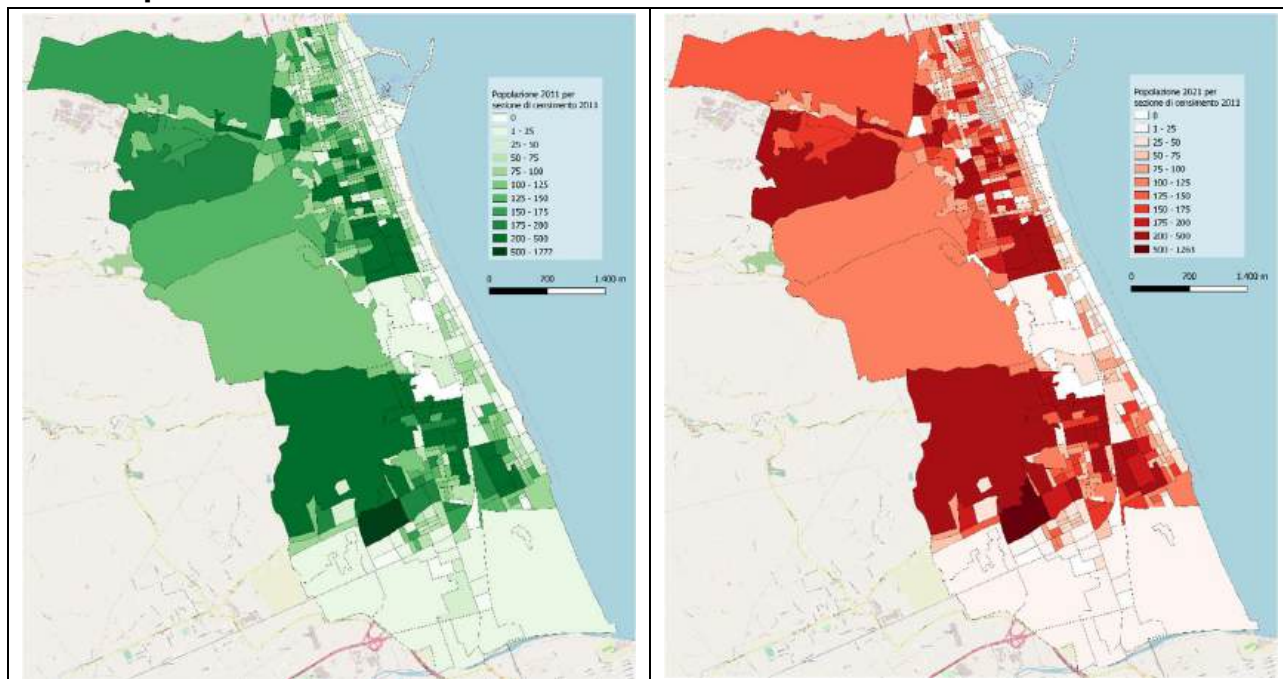 Popolazione 2011 per
sezione di censimento 2011
0
1 - 25
25 - 50
50 - 75
75 - 100
100 - 125
125 - 150
150 - 175
175 - 200
200 - 500
0 700 1.400 m
Popolazione 2021 per
sezione di censimento 2011
0
1 - 25
25 - 50
50 - 75
75 - 100
100 - 125
125 - 150
150 - 175
175 - 200
200 - 500
500 - 1263
0 700 1.400 m